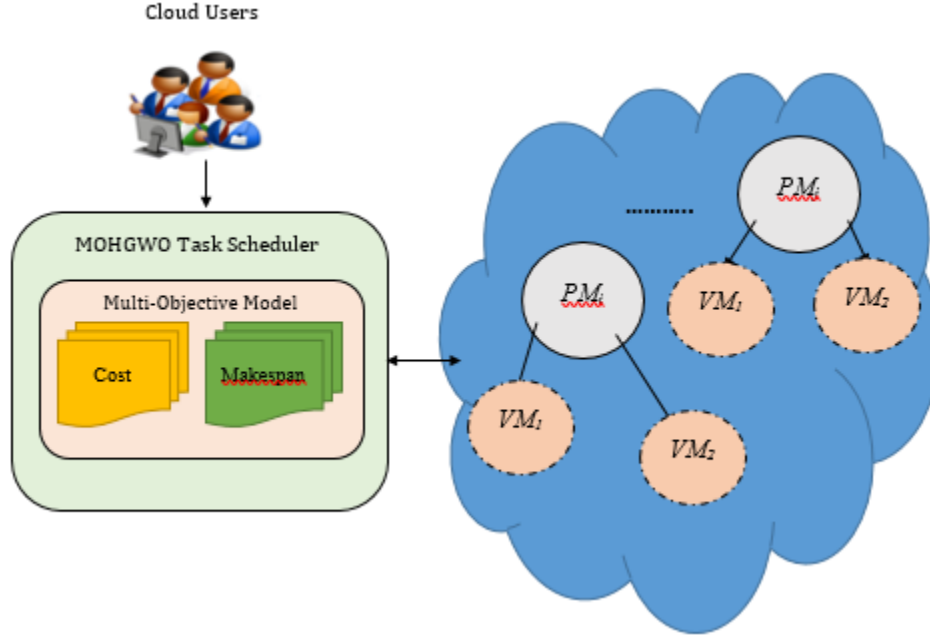 Cloud Users
MOHGWO Task Scheduler
Multi-Objective Model
Cost
Makespan
...........
PMᵢ
VM₁
VM₂
PMᵢ
VM₁
VM₂